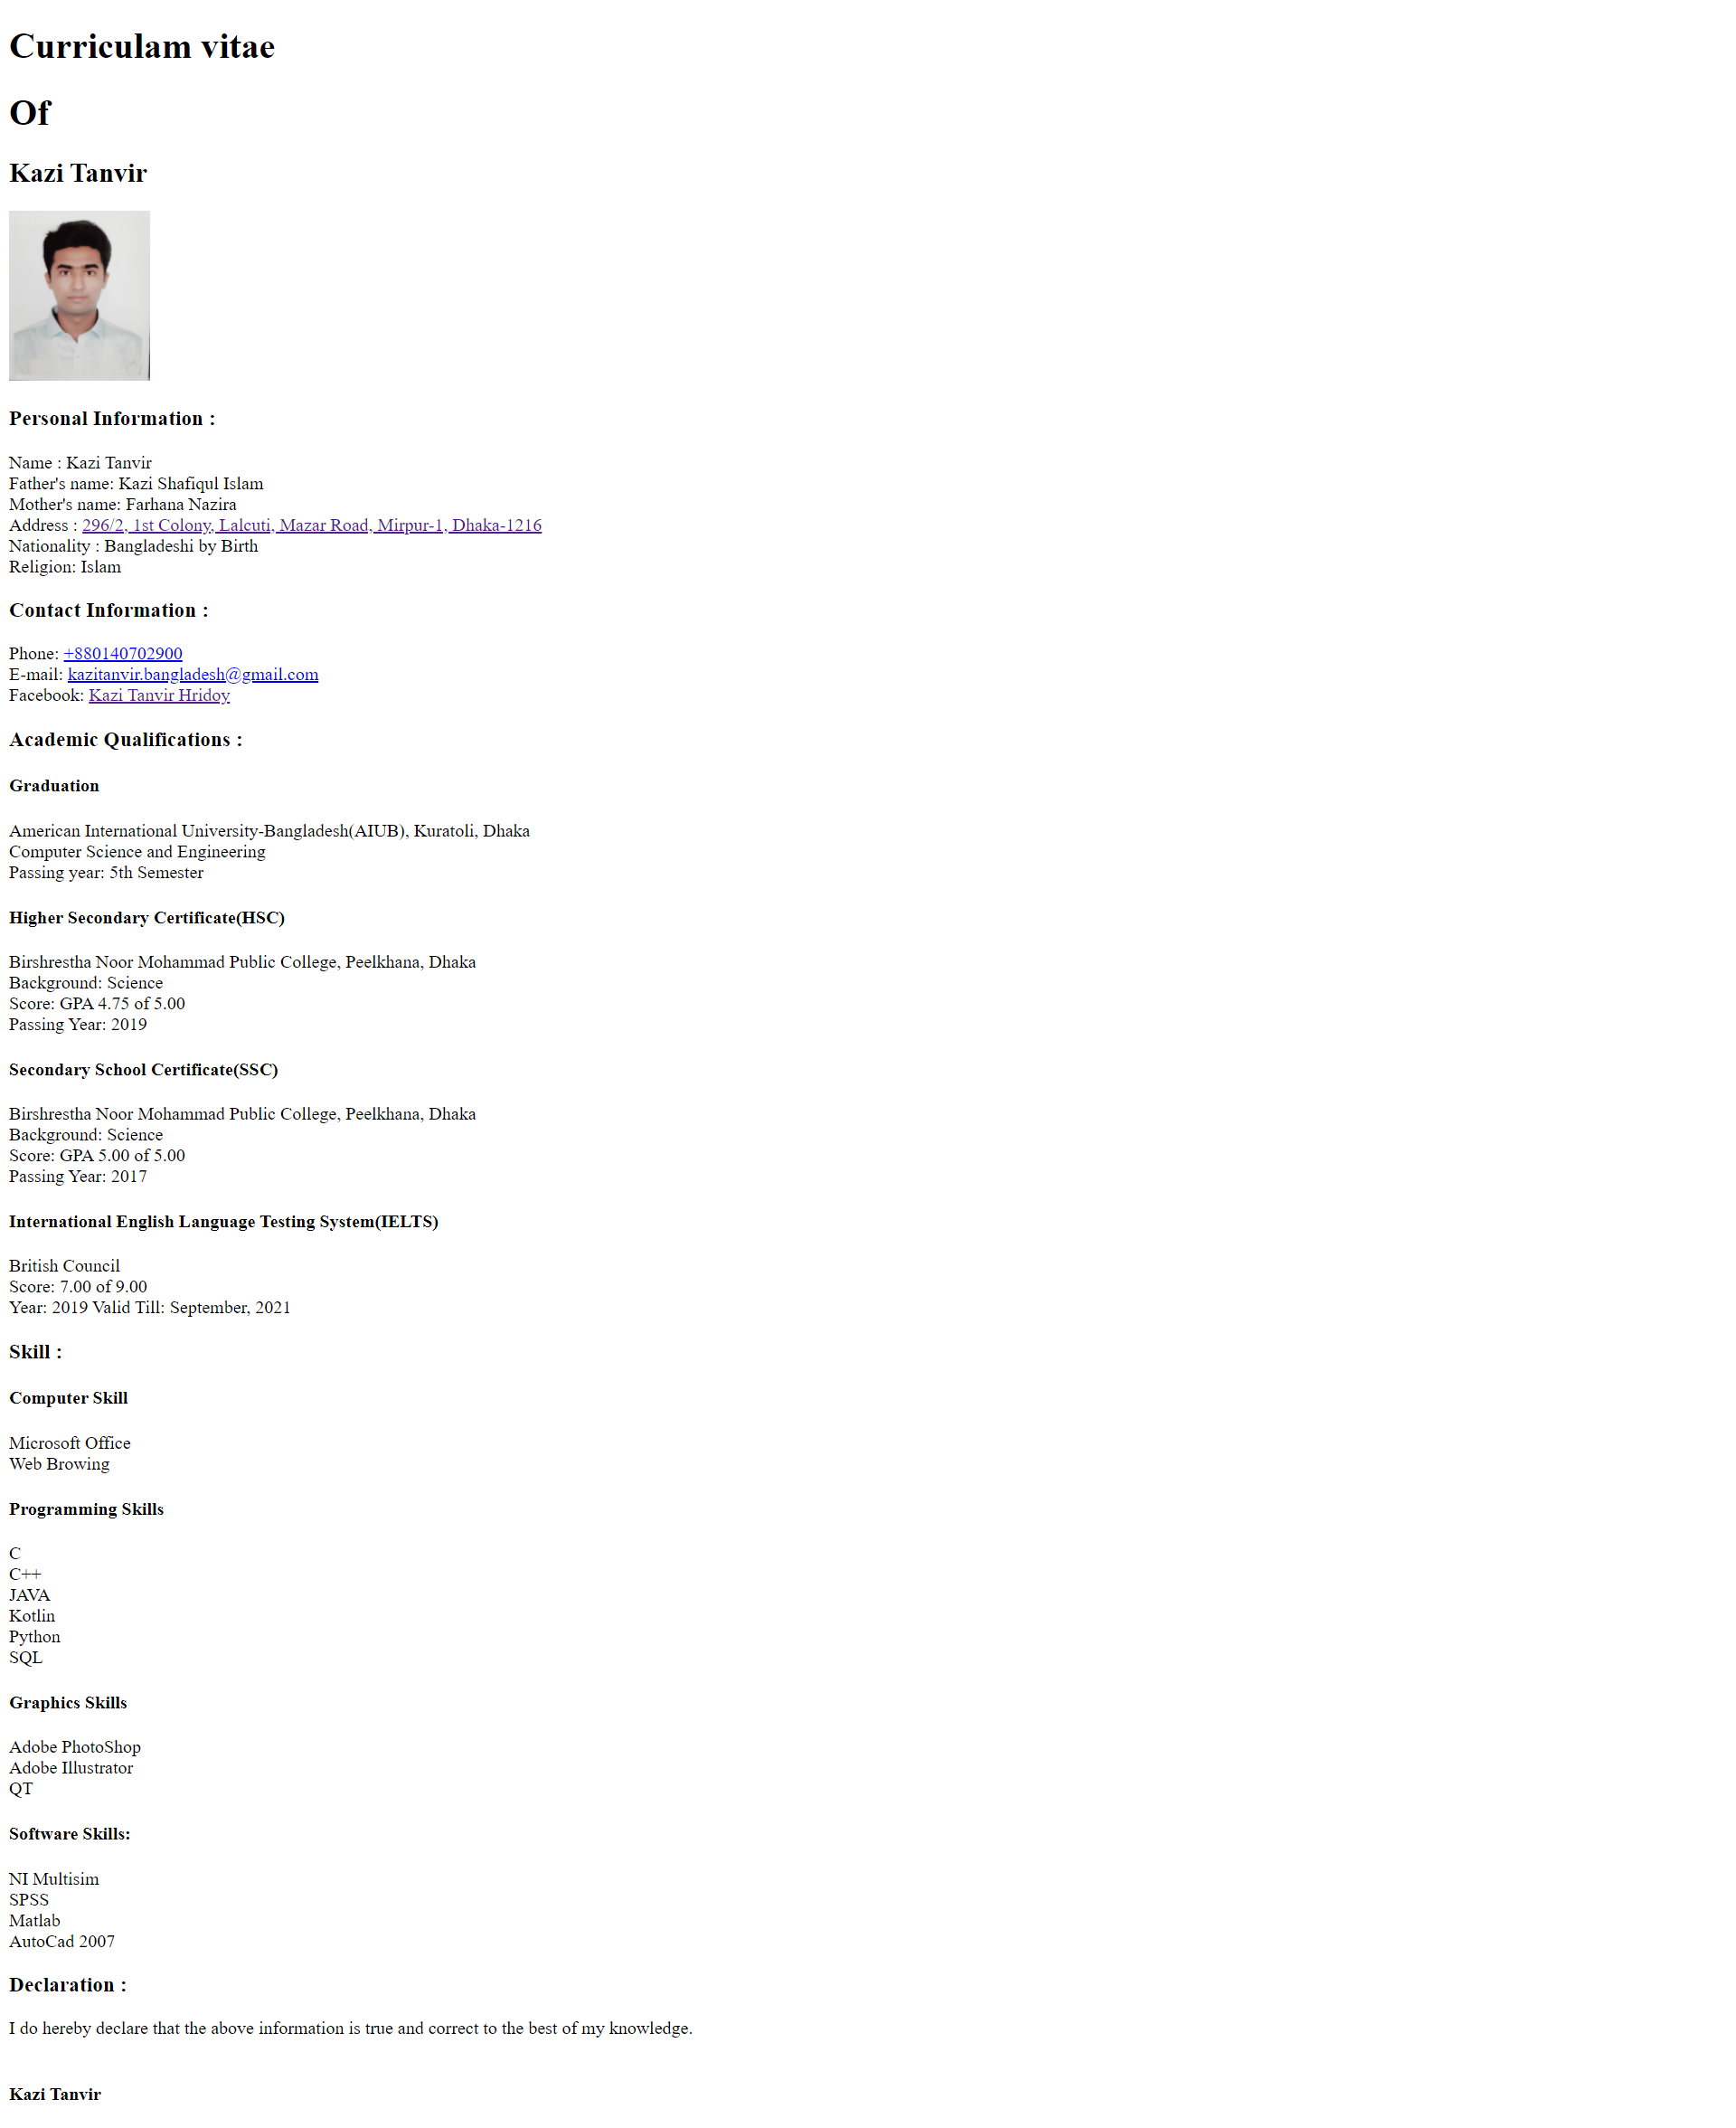 Curriculam vitae
Of
Kazi Tanvir
Personal Information :
Name : Kazi Tanvir
Father's name: Kazi Shafiqul Islam
Mother's name: Farhana Nazira
Address : 296/2, 1st Colony, Lalcuti, Mazar Road, Mirpur-1, Dhaka-1216
Nationality : Bangladeshi by Birth
Religion: Islam
Contact Information :
Phone: +880140702900
E-mail: kazitanvir.bangladesh@gmail.com
Facebook: Kazi Tanvir Hridoy
Academic Qualifications :
Graduation
American International University-Bangladesh(AIUB), Kuratoli, Dhaka
Computer Science and Engineering
Passing year: 5th Semester
Higher Secondary Certificate(HSC)
Birshrestha Noor Mohammad Public College, Peelkhana, Dhaka
Background: Science
Score: GPA 4.75 of 5.00
Passing Year: 2019
Secondary School Certificate(SSC)
Birshrestha Noor Mohammad Public College, Peelkhana, Dhaka
Background: Science
Score: GPA 5.00 of 5.00
Passing Year: 2017
International English Language Testing System(IELTS)
British Council
Score: 7.00 of 9.00
Year: 2019 Valid Till: September, 2021
Skill :
Computer Skill
Microsoft Office
Web Browing
Programming Skills
C
C++
JAVA
Kotlin
Python
SQL
Graphics Skills
Adobe PhotoShop
Adobe Illustrator
QT
Software Skills:
NI Multisim
SPSS
Matlab
AutoCad 2007
Declaration :
I do hereby declare that the above information is true and correct to the best of my knowledge.
Kazi Tanvir